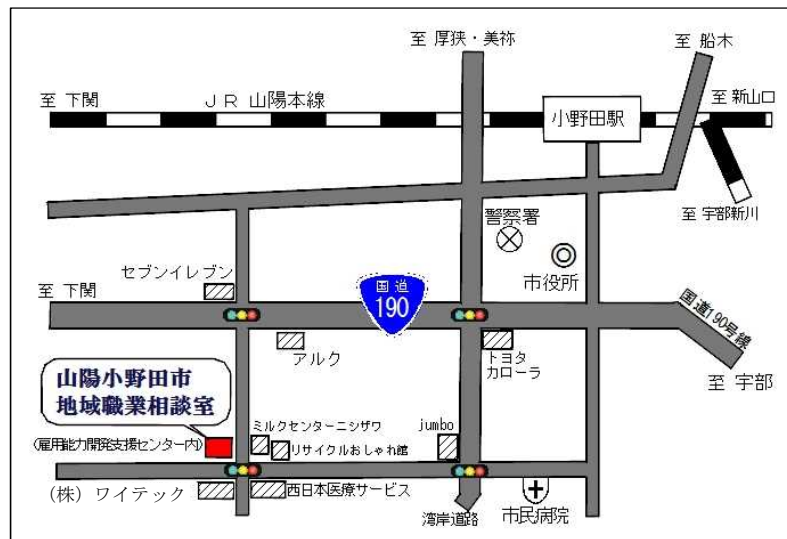 至 厚狭・美祢
至 船木
至 下関
ＪＲ 山陽本線
至 新山口
小野田駅
至 宇部新川
警察署
市役所
セブンイレブン
至 下関
国道
190
国道190号線
アルク
トヨタ
カローラ
至 宇部
山陽小野田市
地域職業相談室
(雇用能力開発支援センター内)
ミルクセンターニシザワ
リサイクルおしゃれ館
jumbo
(株) ワイテック
西日本医療サービス
湾岸道路
市民病院